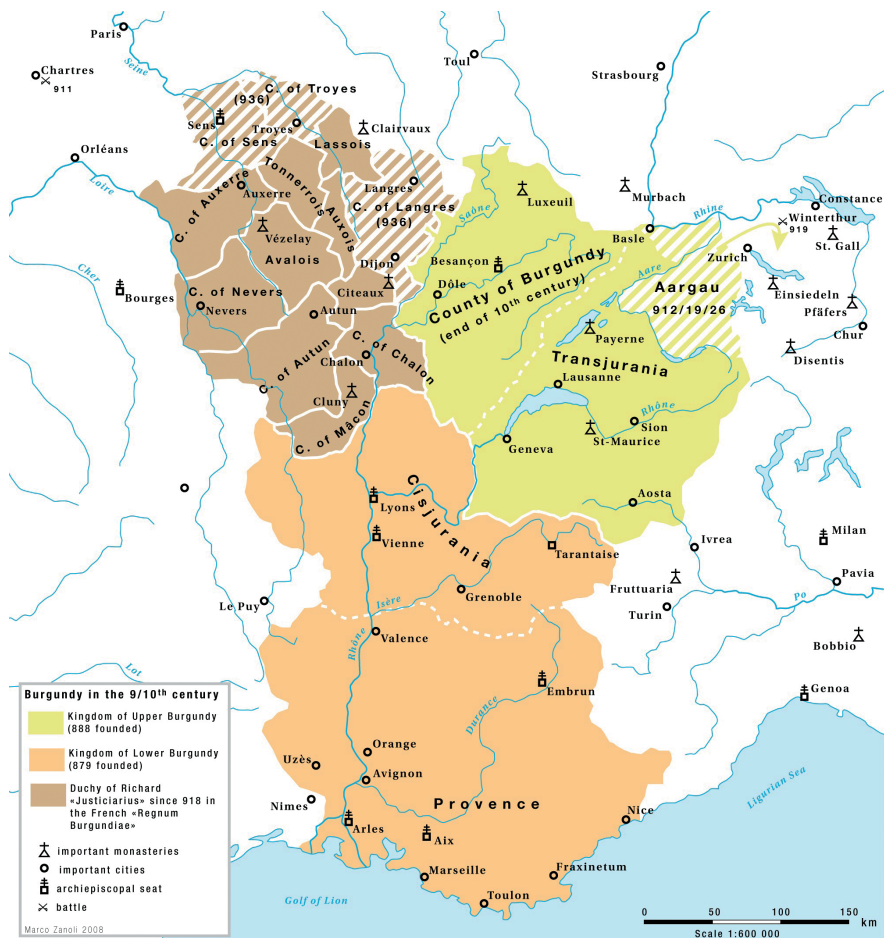 Paris
Chartres
911
Seine
C. of Troyes
(936)
Toul
Strasbourg
Sens
Troyes
C. of Sens
Clairvaux
Lassois
Orléans
Loire
C. of Auxerre
Tonnerrois
Auxerre
Auxois
Langres
C. of Langres
(936)
Saône
Luxeuil
Murbach
Rhine
Constance
Winterthur
919
St. Gall
Basle
Zurich
Vézelay
Avalois
Cher
Bourges
C. of Nevers
Nevers
Dijon
Citeaux
Besançon
Dôle
County of Burgundy
(end of 10th century)
Aare
Aargau
912/19/26
Einsiedeln
Pfäfers
Chur
Disentis
Autun
C. of Autun
Chalon
C. of Chalon
Cluny
C. of Mâcon
Payerne
Transjurania
Lausanne
Rhône
Sion
St-Maurice
Geneva
Aosta
Cisjurania
Lyons
Vienne
Tarantaise
Ivrea
Milan
Pavia
Fruttuaria
Po
Turin
Isère
Grenoble
Le Puy
Valence
Rhône
Bobbio
Lot
Embrun
Genoa
Durance
Orange
Uzès
Avignon
Nimes
Provence
Nice
Ligurian Sea
Arles
Aix
Marseille
Fraxinetum
Toulon
Golf of Lion
Burgundy in the 9/10th century
Kingdom of Upper Burgundy
(888 founded)
Kingdom of Lower Burgundy
(879 founded)
Duchy of Richard
«Justiciarius» since 918 in
the French «Regnum
Burgundiae»
important monasteries
important cities
archiepiscopal seat
battle
Marco Zanoli 2008
0 50 100 150
km
Scale 1:600 000